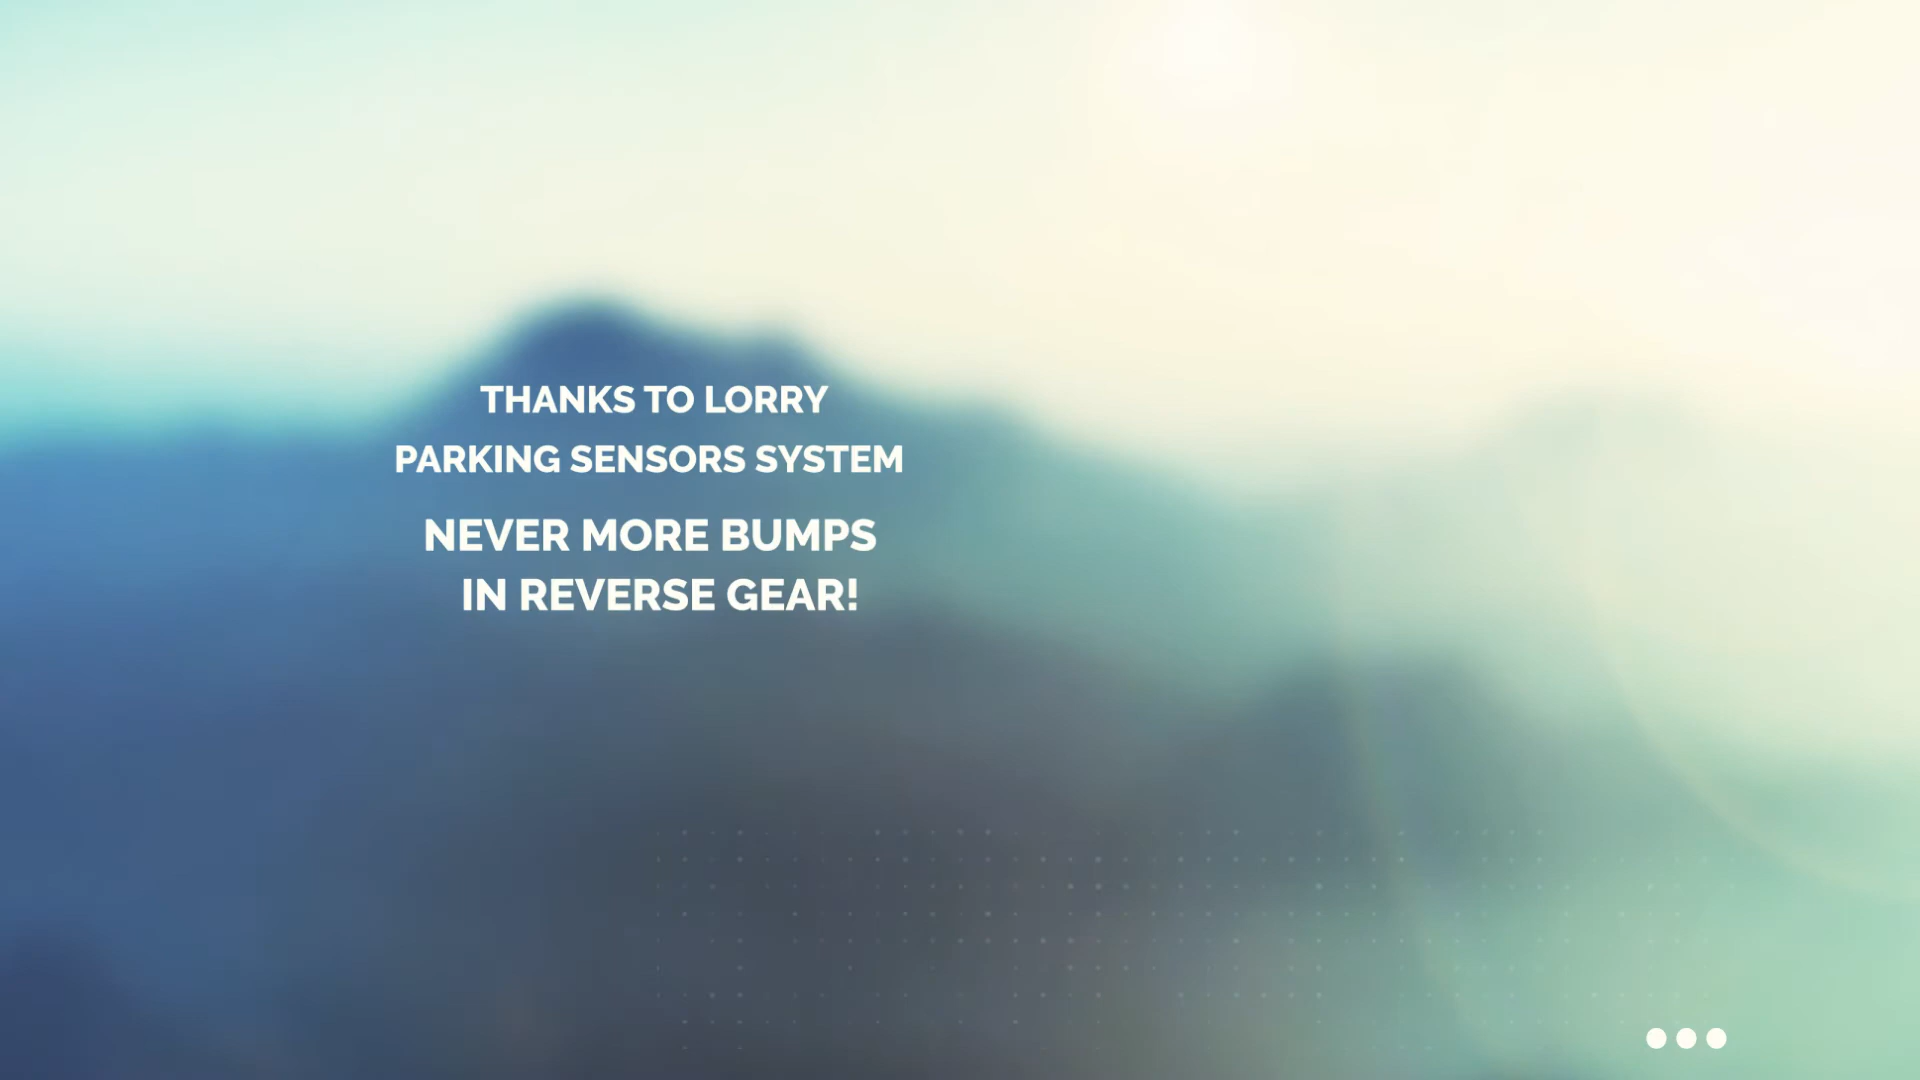 THANKS TO LORRY
PARKING SENSORS SYSTEM
NEVER MORE BUMPS
IN REVERSE GEAR!